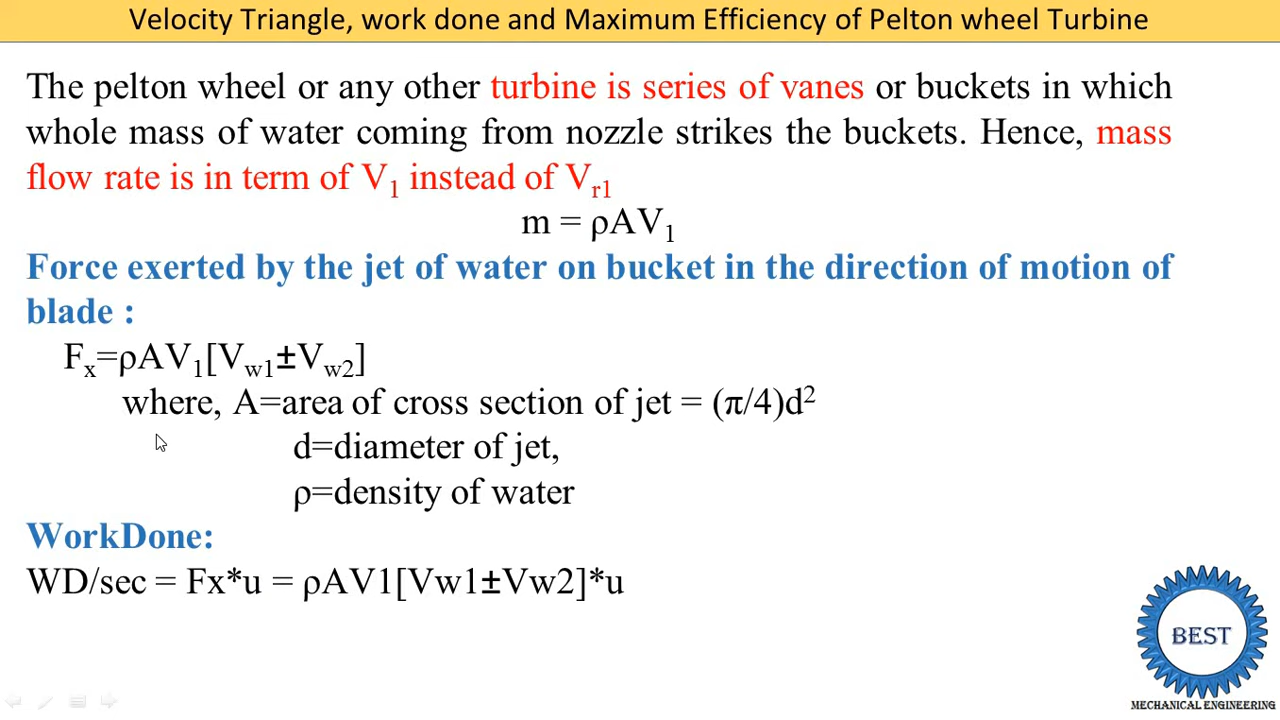 Velocity Triangle, work done and Maximum Efficiency of Pelton wheel Turbine
The pelton wheel or any other turbine is series of vanes or buckets in which
whole mass of water coming from nozzle strikes the buckets. Hence, mass
flow rate is in term of V₁ instead of Vᵣ₁
m = ρAV₁
Force exerted by the jet of water on bucket in the direction of motion of
blade :
Fₓ=ρAV₁[V_w1±V_w2]
where, A=area of cross section of jet = (π/4)d²
d=diameter of jet,
ρ=density of water
WorkDone:
WD/sec = Fx*u = ρAV1[Vw1±Vw2]*u
BEST
MECHANICAL ENGINEERING